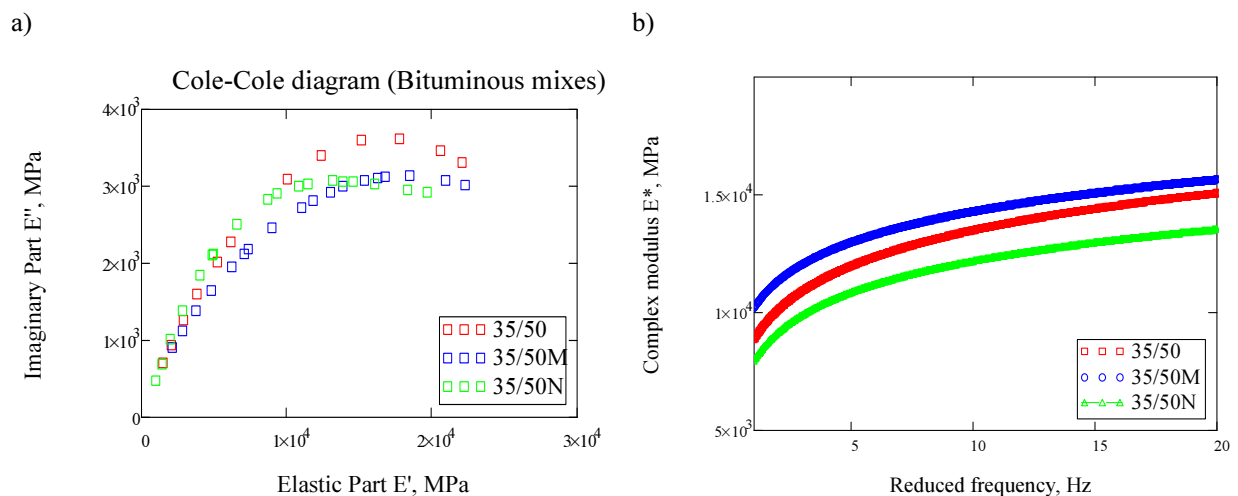 a)
Cole-Cole diagram (Bituminous mixes)
4×10³
3×10³
2×10³
1×10³
0
0
1×10⁴
2×10⁴
3×10⁴
Imaginary Part E", MPa
Elastic Part E', MPa
35/50
35/50M
35/50N
b)
1.5×10⁴
1×10⁴
5×10³
5
10
15
20
Complex modulus E*, MPa
Reduced frequency, Hz
35/50
35/50M
35/50N